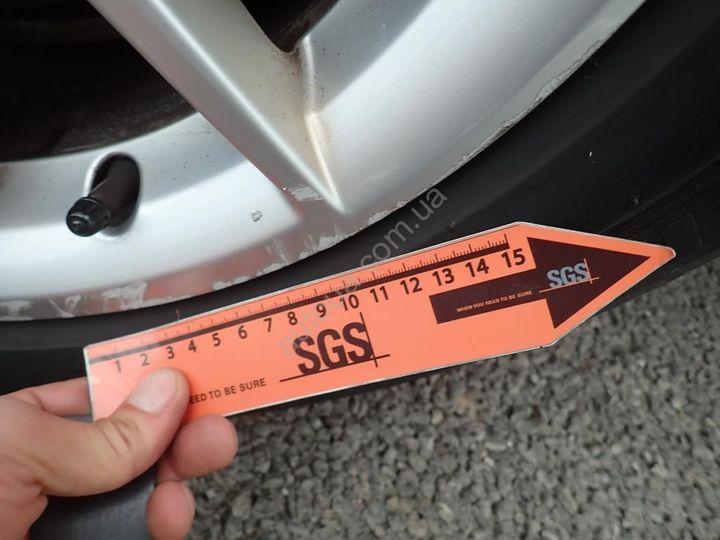 1 2 3 4 5 6 7 8 9 10 11 12 13 14 15
SGS
EED TO BE SURE
SGS
WHEN YOU NEED TO BE SURE
.com.ua